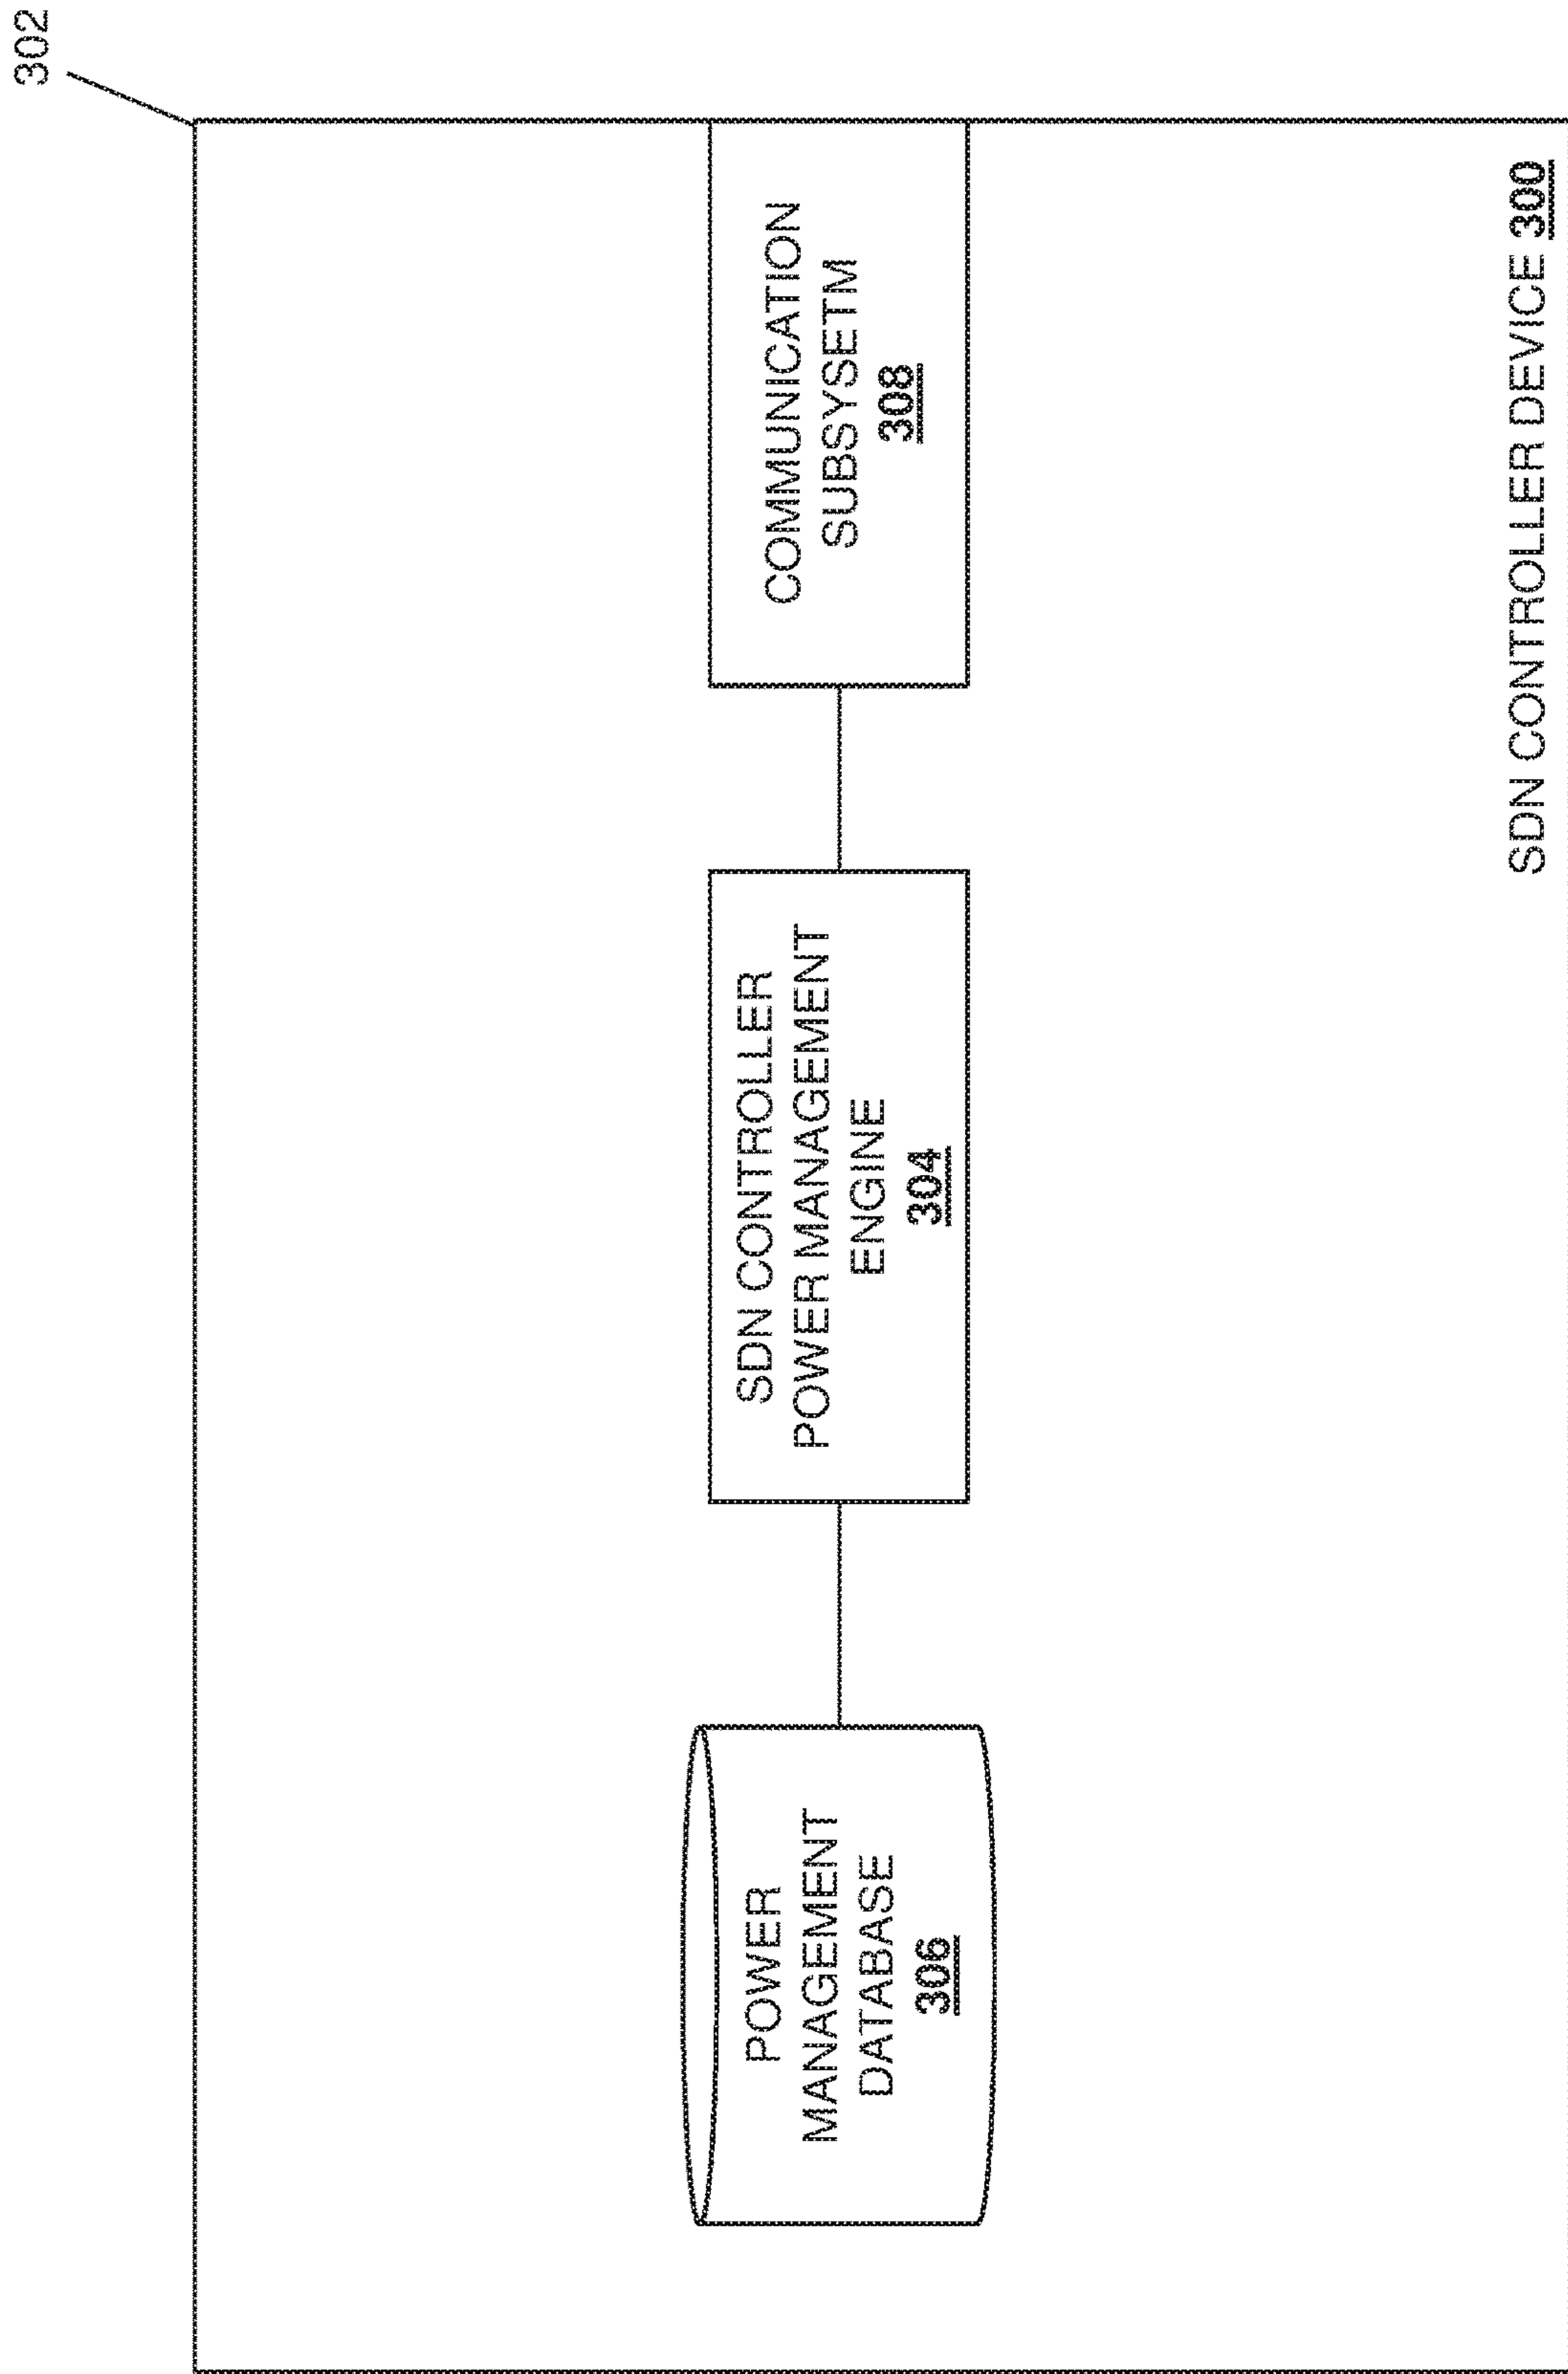 302
POWER
MANAGEMENT
DATABASE
306
SDN CONTROLLER
POWER MANAGEMENT
ENGINE
304
COMMUNICATION
SUBSYSETM
308
SDN CONTROLLER DEVICE 300